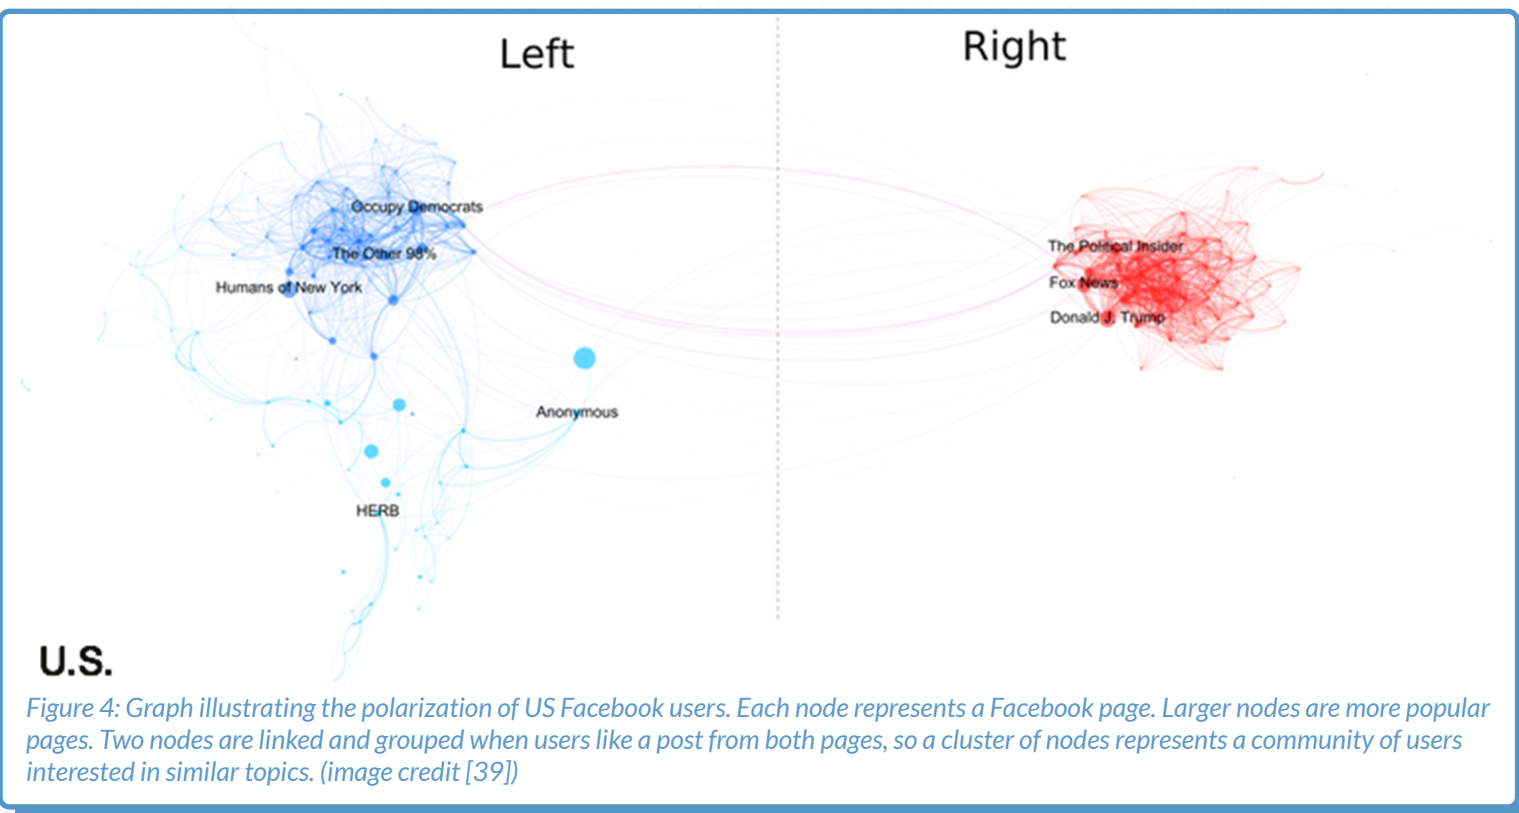 Left
Right
Occupy Democrats
The Other 98%
Humans of New York
The Political Insider
Fox News
Donald J. Trump
Anonymous
HERB
U.S.
Figure 4: Graph illustrating the polarization of US Facebook users. Each node represents a Facebook page. Larger nodes are more popular
pages. Two nodes are linked and grouped when users like a post from both pages, so a cluster of nodes represents a community of users
interested in similar topics. (image credit [39])